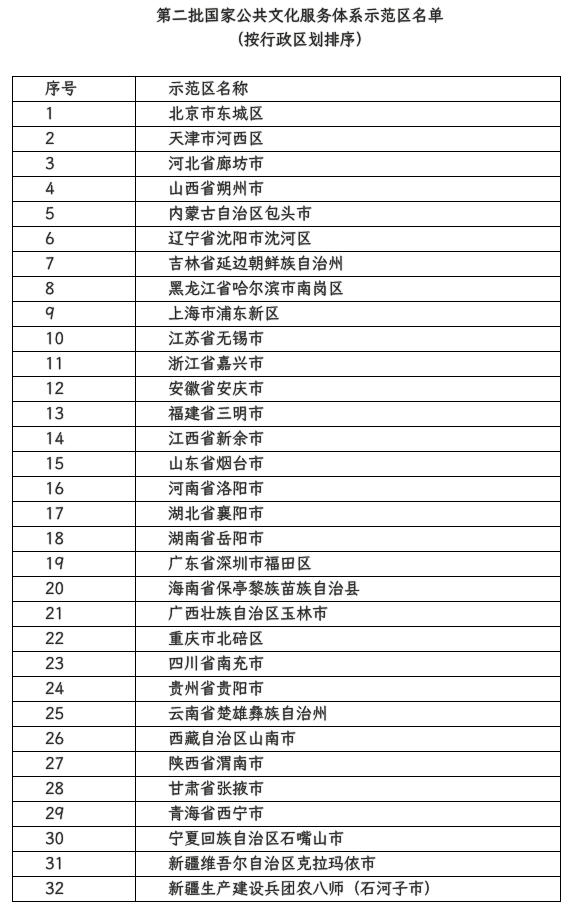 第二批国家公共文化服务体系示范区名单
（按行政区划排序）
序号 示范区名称
1 北京市东城区
2 天津市河西区
3 河北省廊坊市
4 山西省朔州市
5 内蒙古自治区包头市
6 辽宁省沈阳市沈河区
7 吉林省延边朝鲜族自治州
8 黑龙江省哈尔滨市南岗区
9 上海市浦东新区
10 江苏省无锡市
11 浙江省嘉兴市
12 安徽省安庆市
13 福建省三明市
14 江西省新余市
15 山东省烟台市
16 河南省洛阳市
17 湖北省襄阳市
18 湖南省岳阳市
19 广东省深圳市福田区
20 海南省保亭黎族苗族自治县
21 广西壮族自治区玉林市
22 重庆市北碚区
23 四川省南充市
24 贵州省贵阳市
25 云南省楚雄彝族自治州
26 西藏自治区山南市
27 陕西省渭南市
28 甘肃省张掖市
29 青海省西宁市
30 宁夏回族自治区石嘴山市
31 新疆维吾尔自治区克拉玛依市
32 新疆生产建设兵团农八师（石河子市）